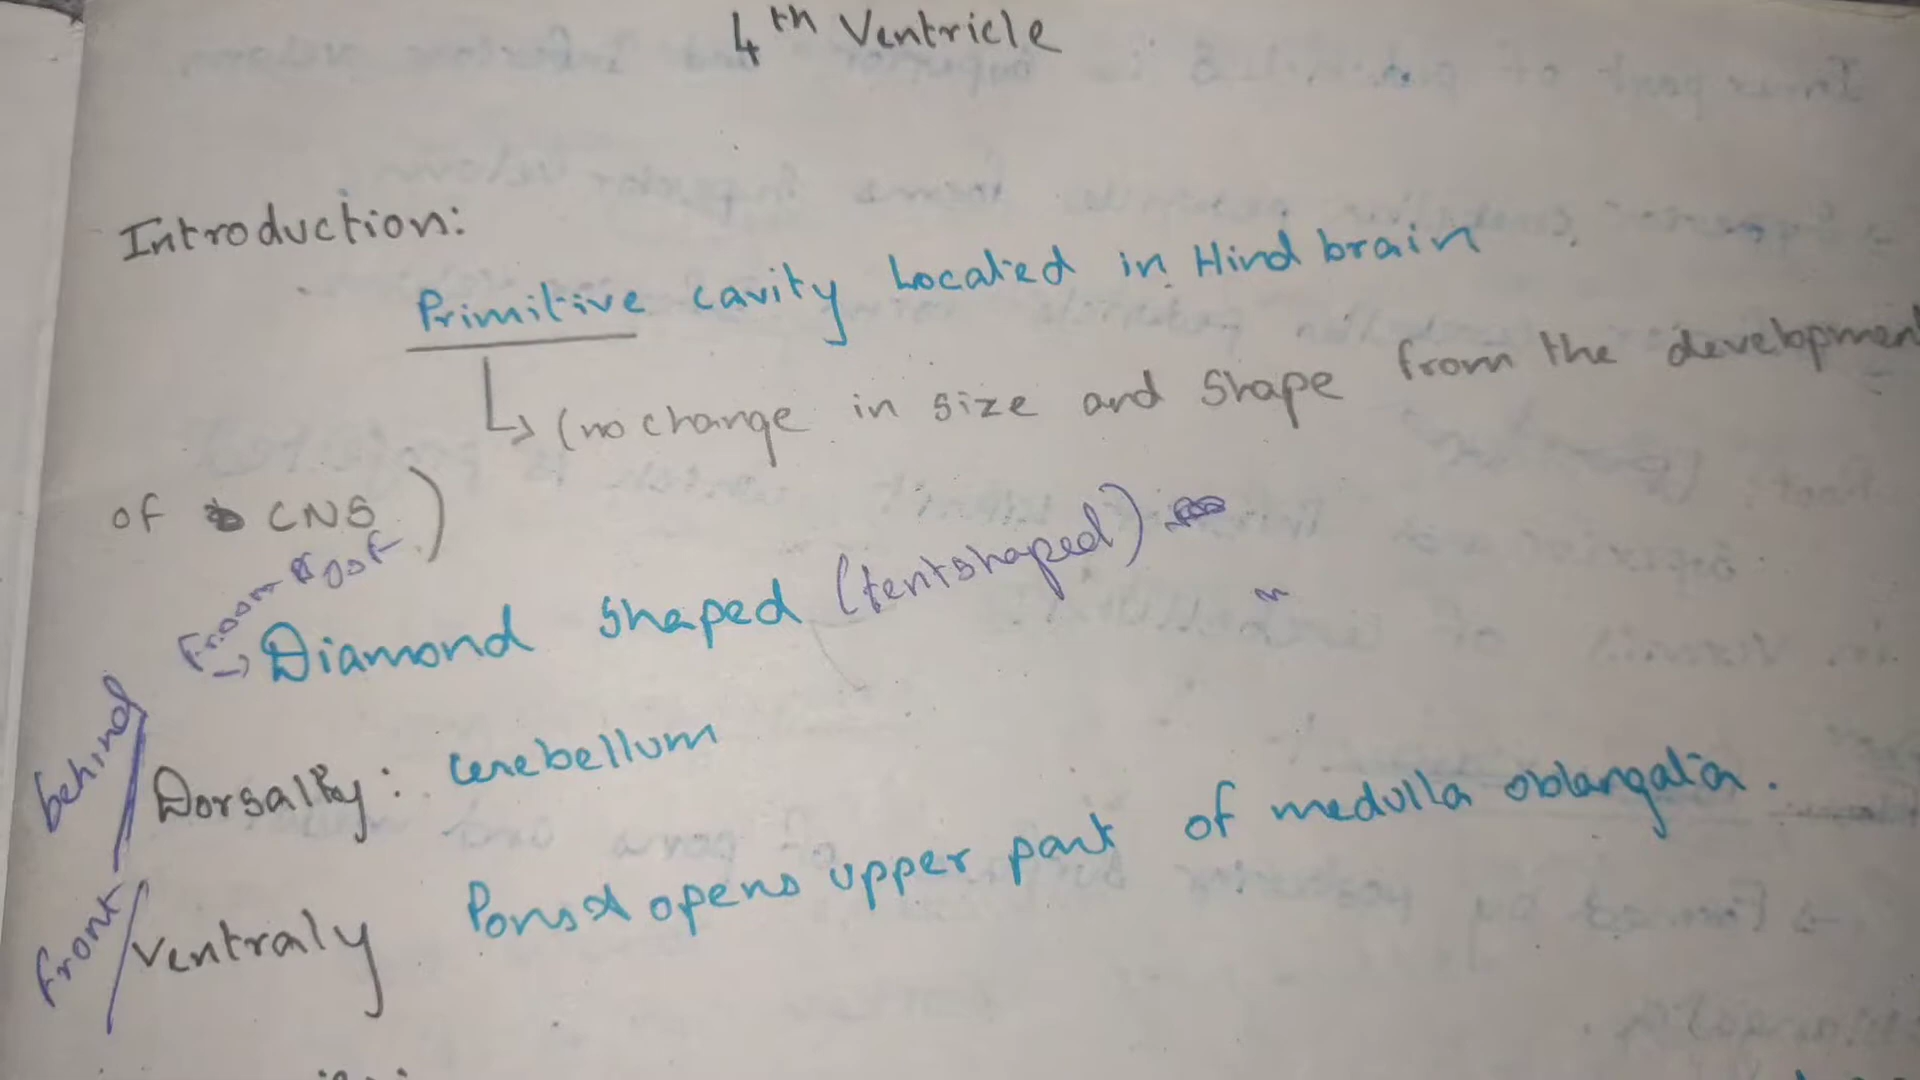 4th Ventricle
Introduction:
Primitive cavity Located in Hind brain
(no change in size and shape from the development
of CNS)
From roof
→ Diamond shaped (tentshaped)
behind
Dorsally: cerebellum
front
ventraly Pons & opens upper part of medulla oblangata.